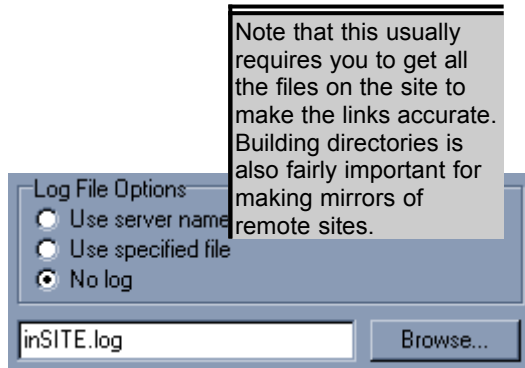 Note that this usually
requires you to get all
the files on the site to
make the links accurate.
Building directories is
also fairly important for
making mirrors of
remote sites.
Log File Options
Use server name
Use specified file
No log
inSITE.log
Browse...